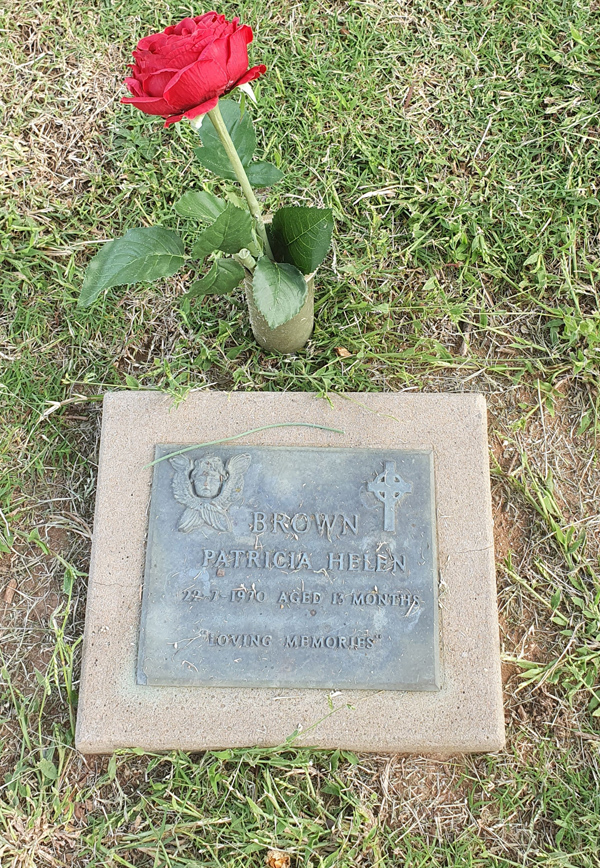 BROWN
PATRICIA HELEN
22-7-1970 AGED 13 MONTHS
"LOVING MEMORIES"